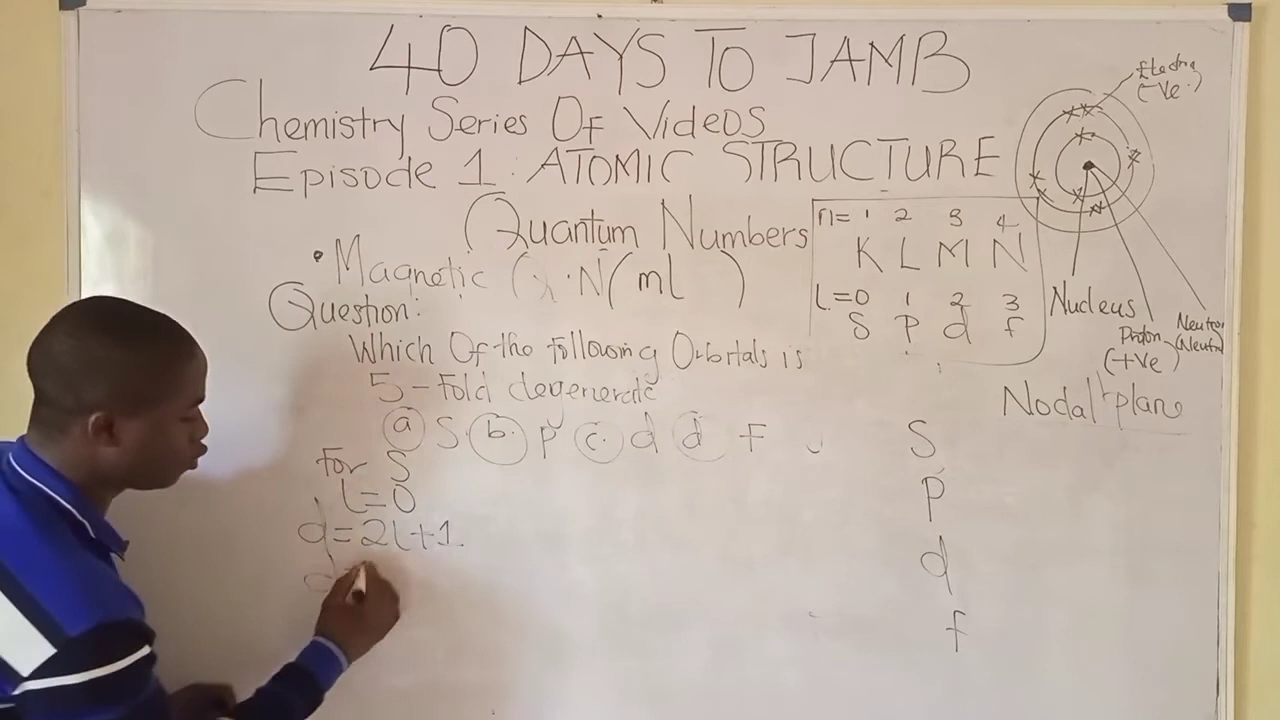 40 DAYS TO JAMB
Chemistry Series Of Videos
Episode 1: ATOMIC STRUCTURE
Quantum Numbers
• Magnetic Q.N (ml )
Question:
Which Of the following Orbitals is
5-fold degenerate
(a) S (b.) P (c.) d (d) F
For S
l=0
d=2l+1
d=
n= 1 2 3 4
K L M N
l=0 1 2 3
S P d f
(-ve)
Nucleus
Proton
(+ve)
Neutron
Nodal plane
S
P
d
f